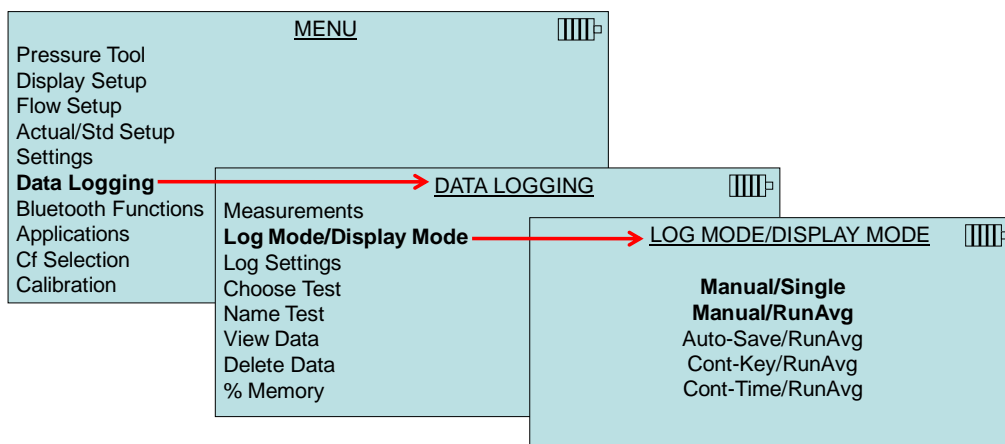 MENU
Pressure Tool
Display Setup
Flow Setup
Actual/Std Setup
Settings
Data Logging
Bluetooth Functions
Applications
Cf Selection
Calibration
DATA LOGGING
Measurements
Log Mode/Display Mode
Log Settings
Choose Test
Name Test
View Data
Delete Data
% Memory
LOG MODE/DISPLAY MODE
Manual/Single
Manual/RunAvg
Auto-Save/RunAvg
Cont-Key/RunAvg
Cont-Time/RunAvg